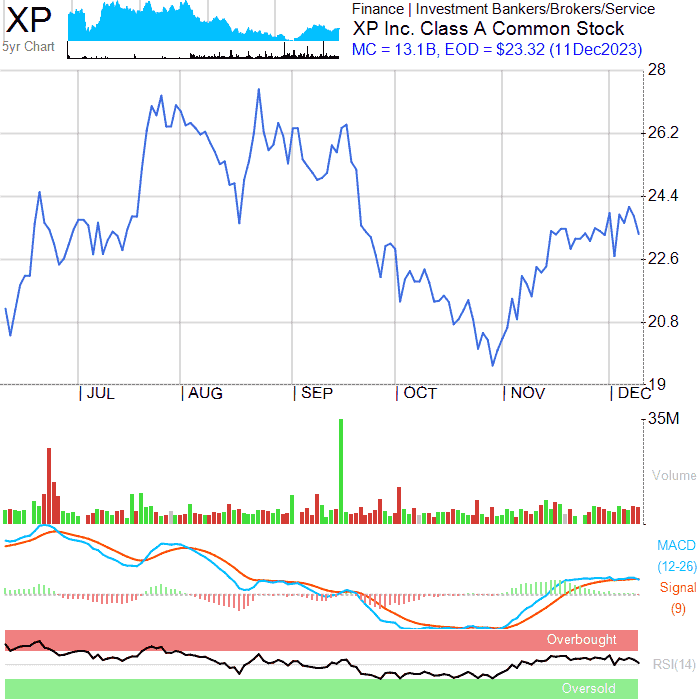 XP
5yr Chart
Finance | Investment Bankers/Brokers/Service
XP Inc. Class A Common Stock
MC = 13.1B, EOD = $23.32 (11Dec2023)
28
26.2
24.4
22.6
20.8
19
JUL AUG SEP OCT NOV DEC
35M
Volume
MACD
(12-26)
Signal
(9)
Overbought
RSI(14)
Oversold